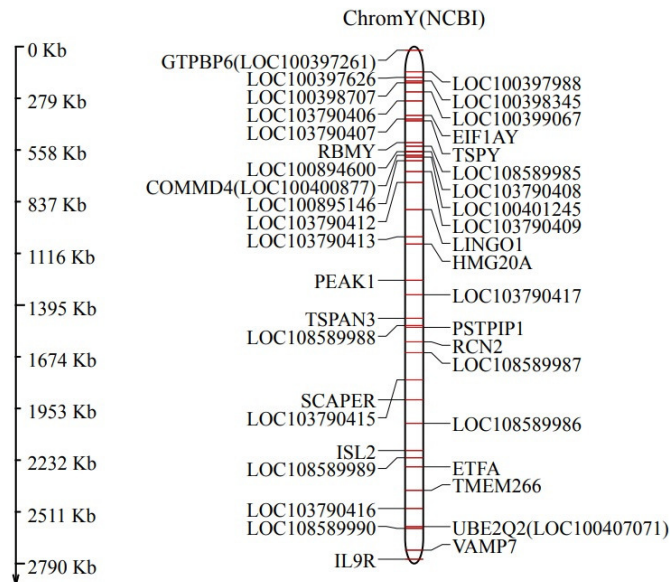 ChromY(NCBI)
0 Kb
279 Kb
558 Kb
837 Kb
1116 Kb
1395 Kb
1674 Kb
1953 Kb
2232 Kb
2511 Kb
2790 Kb
GTPBP6(LOC100397261)
LOC100397626
LOC100398707
LOC103790406
LOC103790407
RBMY
LOC100894600
COMMD4(LOC100400877)
LOC100895146
LOC103790412
LOC103790413
PEAK1
TSPAN3
LOC108589988
SCAPER
LOC103790415
ISL2
LOC108589989
LOC103790416
LOC108589990
IL9R
LOC100397988
LOC100398345
LOC100399067
EIF1AY
TSPY
LOC108589985
LOC103790408
LOC100401245
LOC103790409
LINGO1
HMG20A
LOC103790417
PSTPIP1
RCN2
LOC108589987
LOC108589986
ETFA
TMEM266
UBE2Q2(LOC100407071)
VAMP7